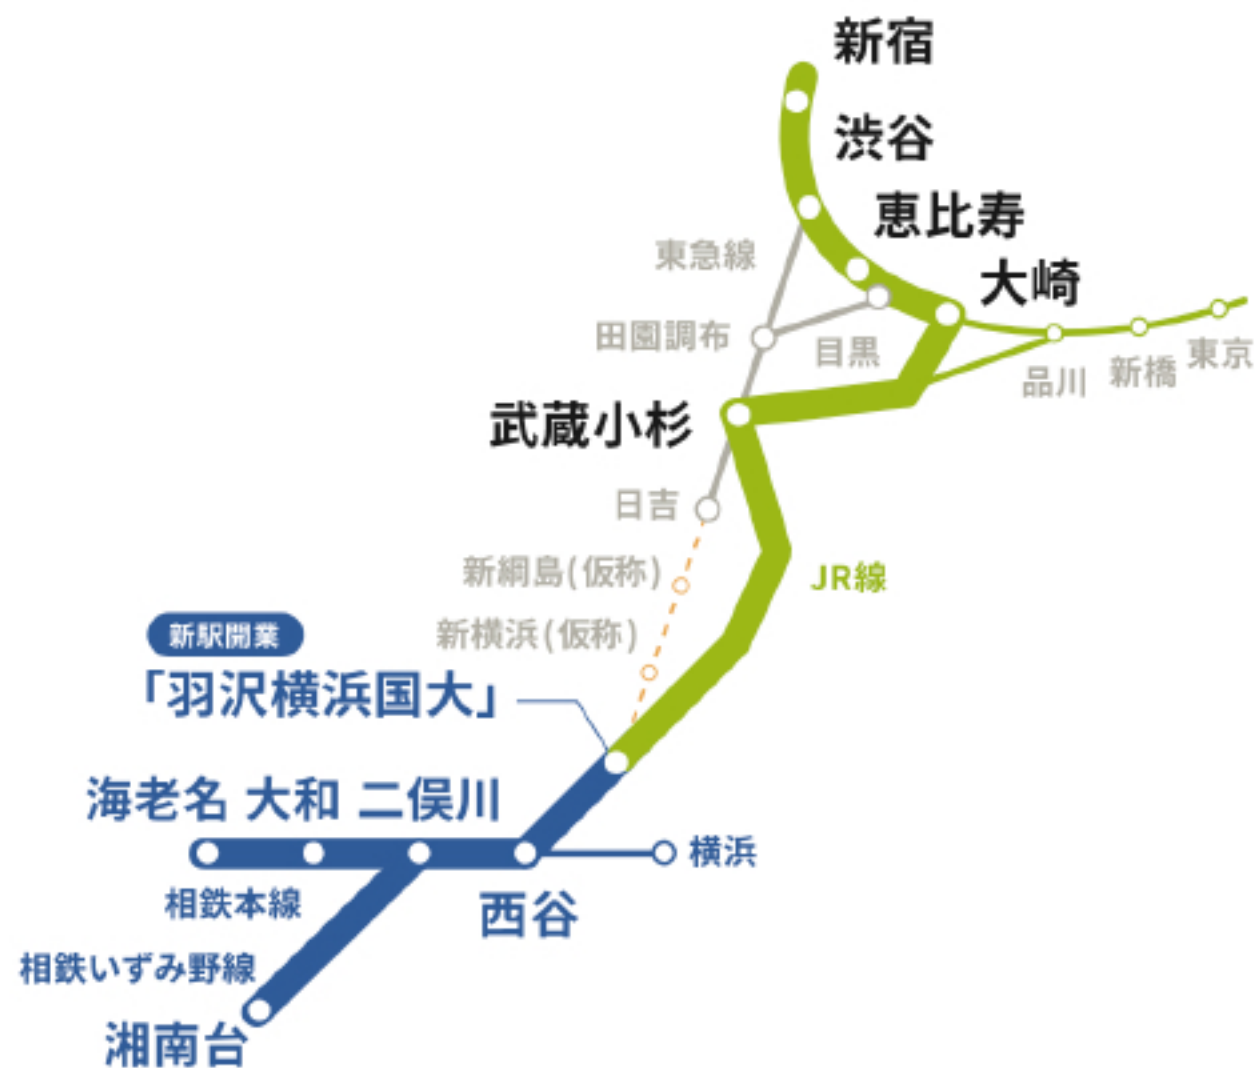 新宿
渋谷
恵比寿
東急線
大崎
田園調布
目黒
品川
新橋
東京
武蔵小杉
日吉
新綱島(仮称)
JR線
新横浜(仮称)
新駅開業
「羽沢横浜国大」
海老名 大和 二俣川
横浜
相鉄本線
西谷
相鉄いずみ野線
湘南台